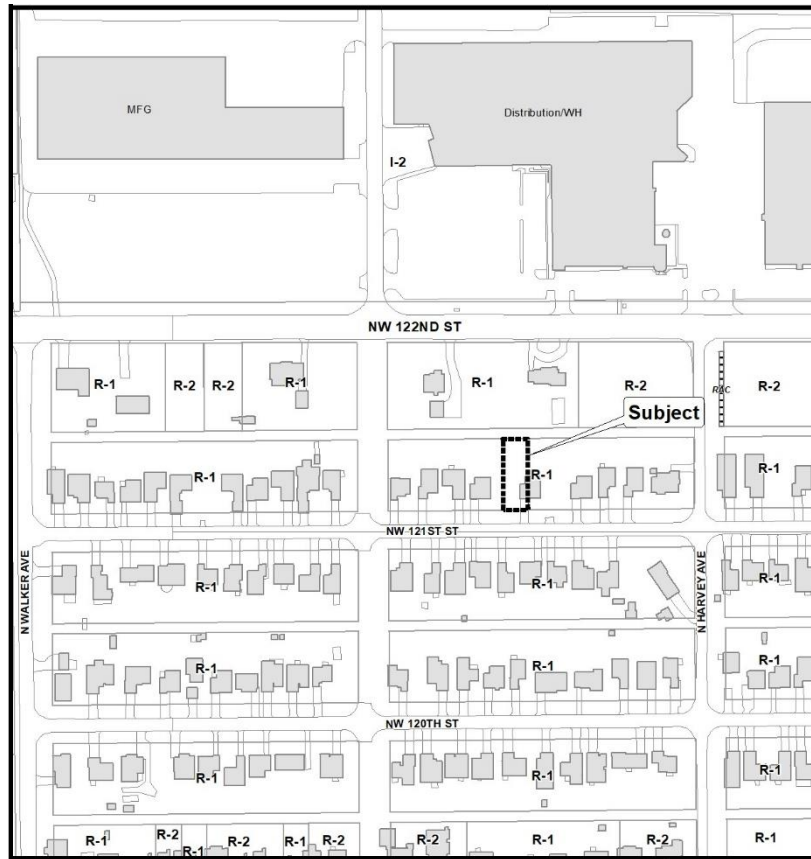 MFG
Distribution/WH
I-2
NW 122ND ST
R-1
R-2
R-2
R-1
R-1
R-2
RAC
R-2
Subject
R-1
R-1
R-1
NW 121ST ST
N WALKER AVE
N HARVEY AVE
R-1
R-1
R-1
R-1
R-1
R-1
NW 120TH ST
R-1
R-1
R-1
R-1
R-2
R-1
R-2
R-1
R-2
R-2
R-1
R-2
R-1